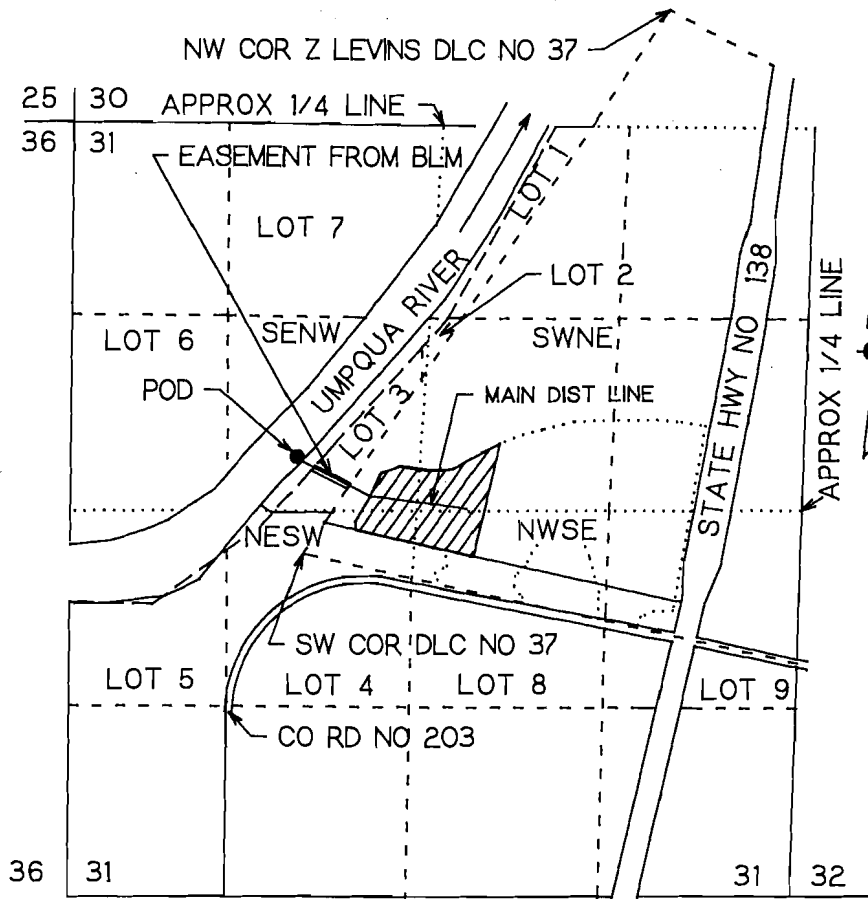 NW COR Z LEVINS DLC NO 37
25 30
APPROX 1/4 LINE
36 31
EASEMENT FROM BLM
LOT 1
LOT 7
UMPQUA RIVER
LOT 2
STATE HWY NO 138
APPROX 1/4 LINE
LOT 6
SENW
SWNE
POD
LOT 3
MAIN DIST LINE
NESW
NWSE
SW COR DLC NO 37
LOT 5
LOT 4
LOT 8
LOT 9
CO RD NO 203
36 31
31 32